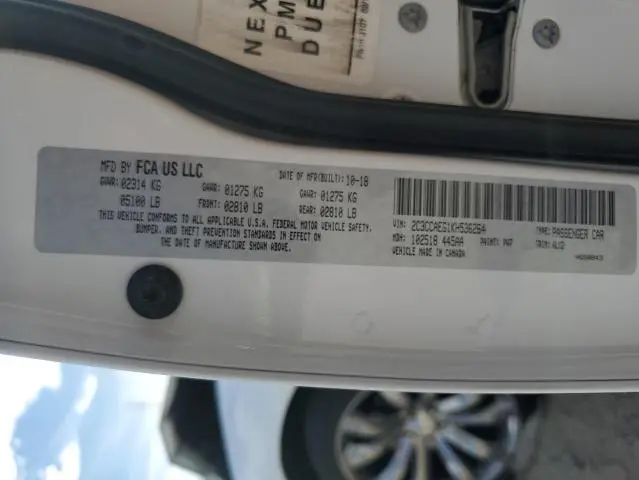 NEX
PM
DUE
MFD BY FCA US LLC
DATE OF MFR(BUILT): 10-18
GVWR: 02314 KG
05100 LB
GAWR: 01275 KG
FRONT: 02810 LB
GAWR: 01275 KG
REAR: 02810 LB
THIS VEHICLE CONFORMS TO ALL APPLICABLE U.S.A. FEDERAL MOTOR VEHICLE SAFETY,
BUMPER, AND THEFT PREVENTION STANDARDS IN EFFECT ON
THE DATE OF MANUFACTURE SHOWN ABOVE.
VIN: 2C3CCAEG1KH536264
TYPE: PASSENGER CAR
MDH: 102518 445AA
PAINT: PW7
TRIM: ALX9
VEHICLE MADE IN CANADA